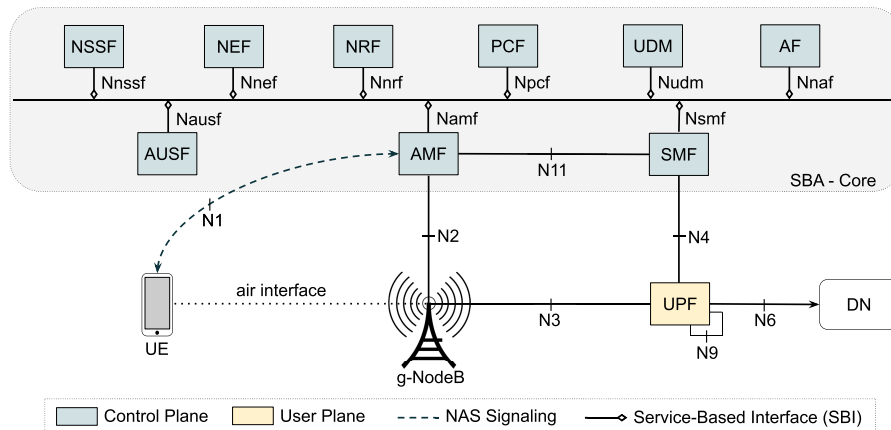 NSSF
NEF
NRF
PCF
UDM
AF
Nnssf
Nnef
Nnrf
Npcf
Nudm
Nnaf
Nausf
Namf
Nsmf
AUSF
AMF
SMF
N11
SBA - Core
N1
N2
N4
air interface
UE
g-NodeB
N3
UPF
N6
DN
N9
Control Plane
User Plane
NAS Signaling
Service-Based Interface (SBI)